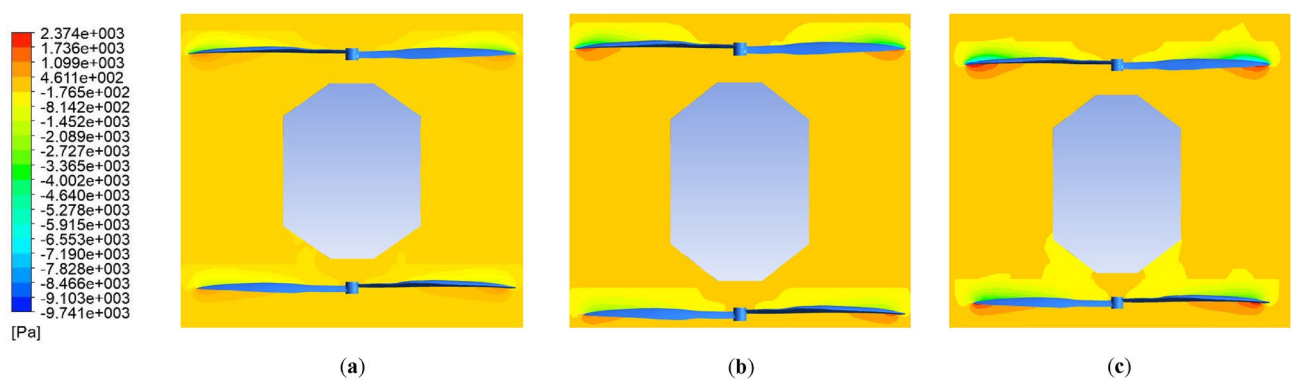 2.374e+003
1.736e+003
1.099e+003
4.611e+002
-1.765e+002
-8.142e+002
-1.452e+003
-2.089e+003
-2.727e+003
-3.365e+003
-4.002e+003
-4.640e+003
-5.278e+003
-5.915e+003
-6.553e+003
-7.190e+003
-7.828e+003
-8.466e+003
-9.103e+003
-9.741e+003
[Pa]
(a) (b) (c)